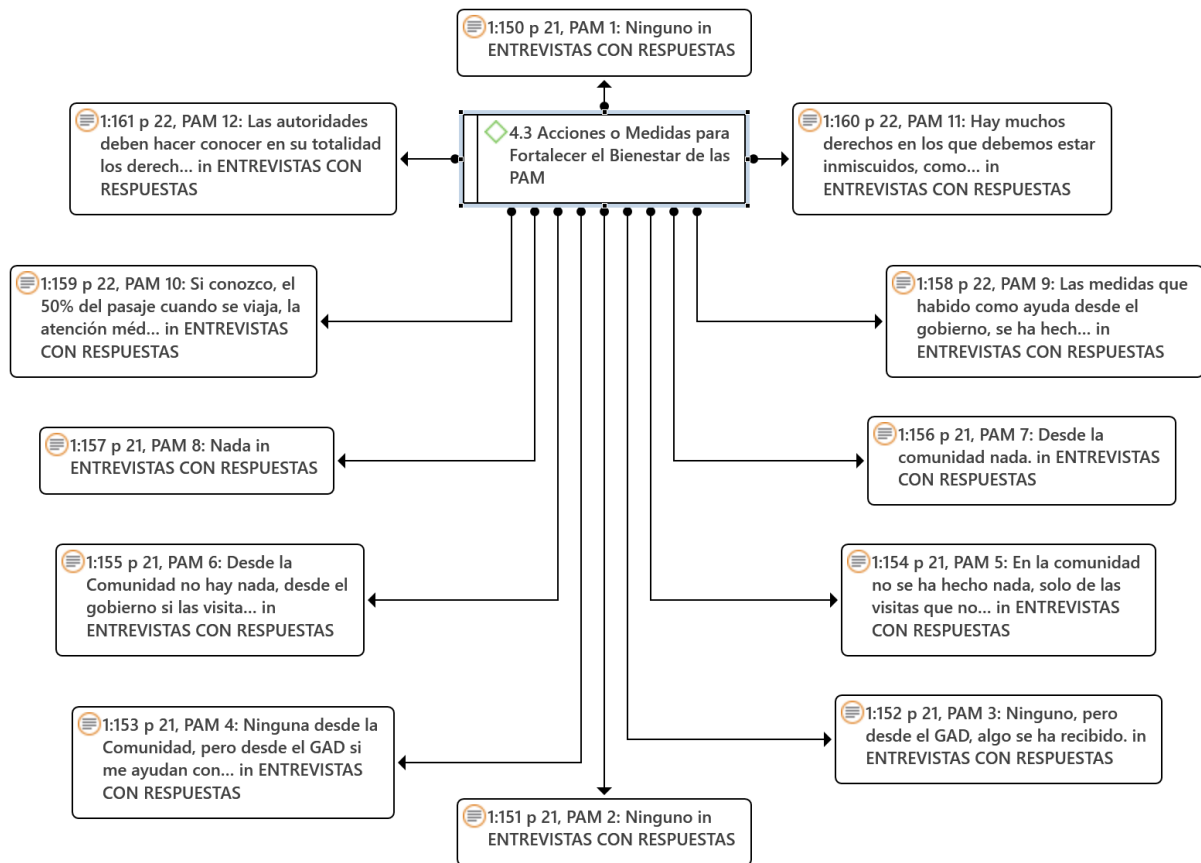 1:150 p 21, PAM 1: Ninguno in
ENTREVISTAS CON RESPUESTAS
1:161 p 22, PAM 12: Las autoridades
deben hacer conocer en su totalidad
los derech... in ENTREVISTAS CON
RESPUESTAS
4.3 Acciones o Medidas para
Fortalecer el Bienestar de las
PAM
1:160 p 22, PAM 11: Hay muchos
derechos en los que debemos estar
inmiscuidos, como... in
ENTREVISTAS CON RESPUESTAS
1:159 p 22, PAM 10: Si conozco, el
50% del pasaje cuando se viaja, la
atención méd... in ENTREVISTAS
CON RESPUESTAS
1:158 p 22, PAM 9: Las medidas que
habido como ayuda desde el
gobierno, se ha hech... in
ENTREVISTAS CON RESPUESTAS
1:157 p 21, PAM 8: Nada in
ENTREVISTAS CON RESPUESTAS
1:156 p 21, PAM 7: Desde la
comunidad nada. in ENTREVISTAS
CON RESPUESTAS
1:155 p 21, PAM 6: Desde la
Comunidad no hay nada, desde el
gobierno si las visita... in
ENTREVISTAS CON RESPUESTAS
1:154 p 21, PAM 5: En la comunidad
no se ha hecho nada, solo de las
visitas que no... in ENTREVISTAS
CON RESPUESTAS
1:153 p 21, PAM 4: Ninguna desde la
Comunidad, pero desde el GAD si
me ayudan con... in ENTREVISTAS
CON RESPUESTAS
1:152 p 21, PAM 3: Ninguno, pero
desde el GAD, algo se ha recibido. in
ENTREVISTAS CON RESPUESTAS
1:151 p 21, PAM 2: Ninguno in
ENTREVISTAS CON RESPUESTAS